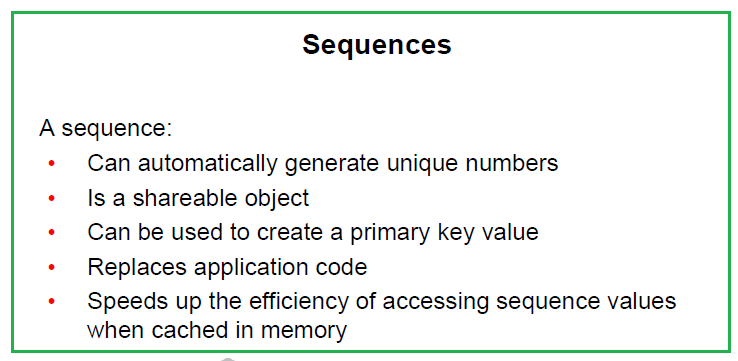 Sequences
A sequence:
• Can automatically generate unique numbers
• Is a shareable object
• Can be used to create a primary key value
• Replaces application code
• Speeds up the efficiency of accessing sequence values
when cached in memory